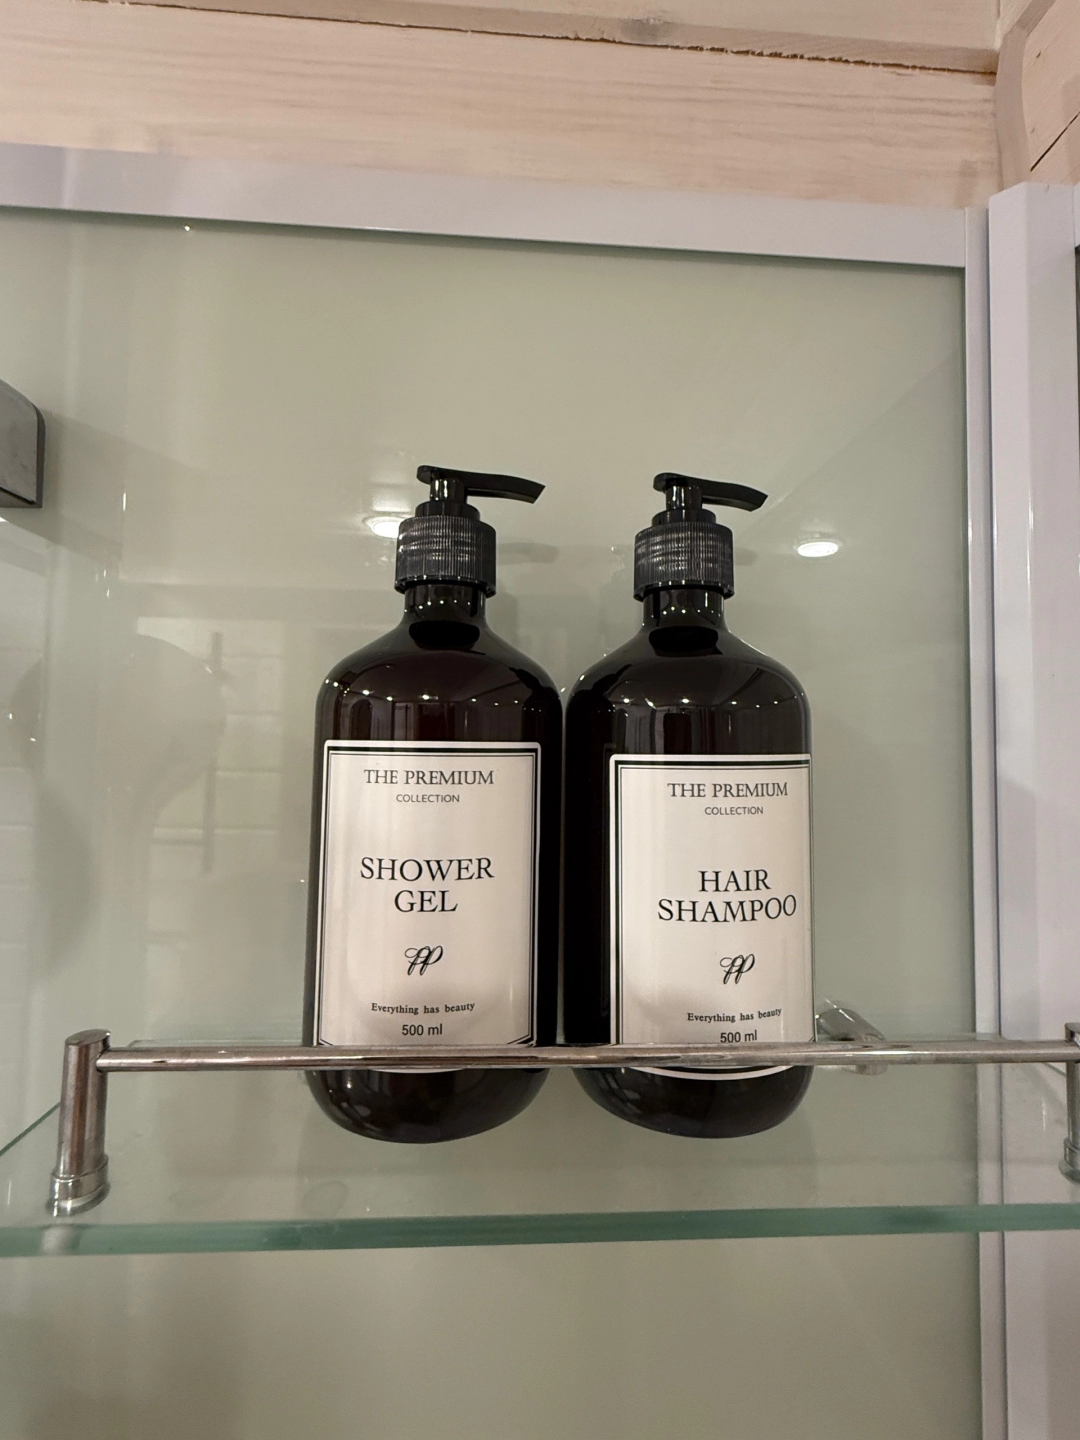 THE PREMIUM
COLLECTION
SHOWER
GEL
Everything has beauty
500 ml
THE PREMIUM
COLLECTION
HAIR
SHAMPOO
Everything has beauty
500 ml